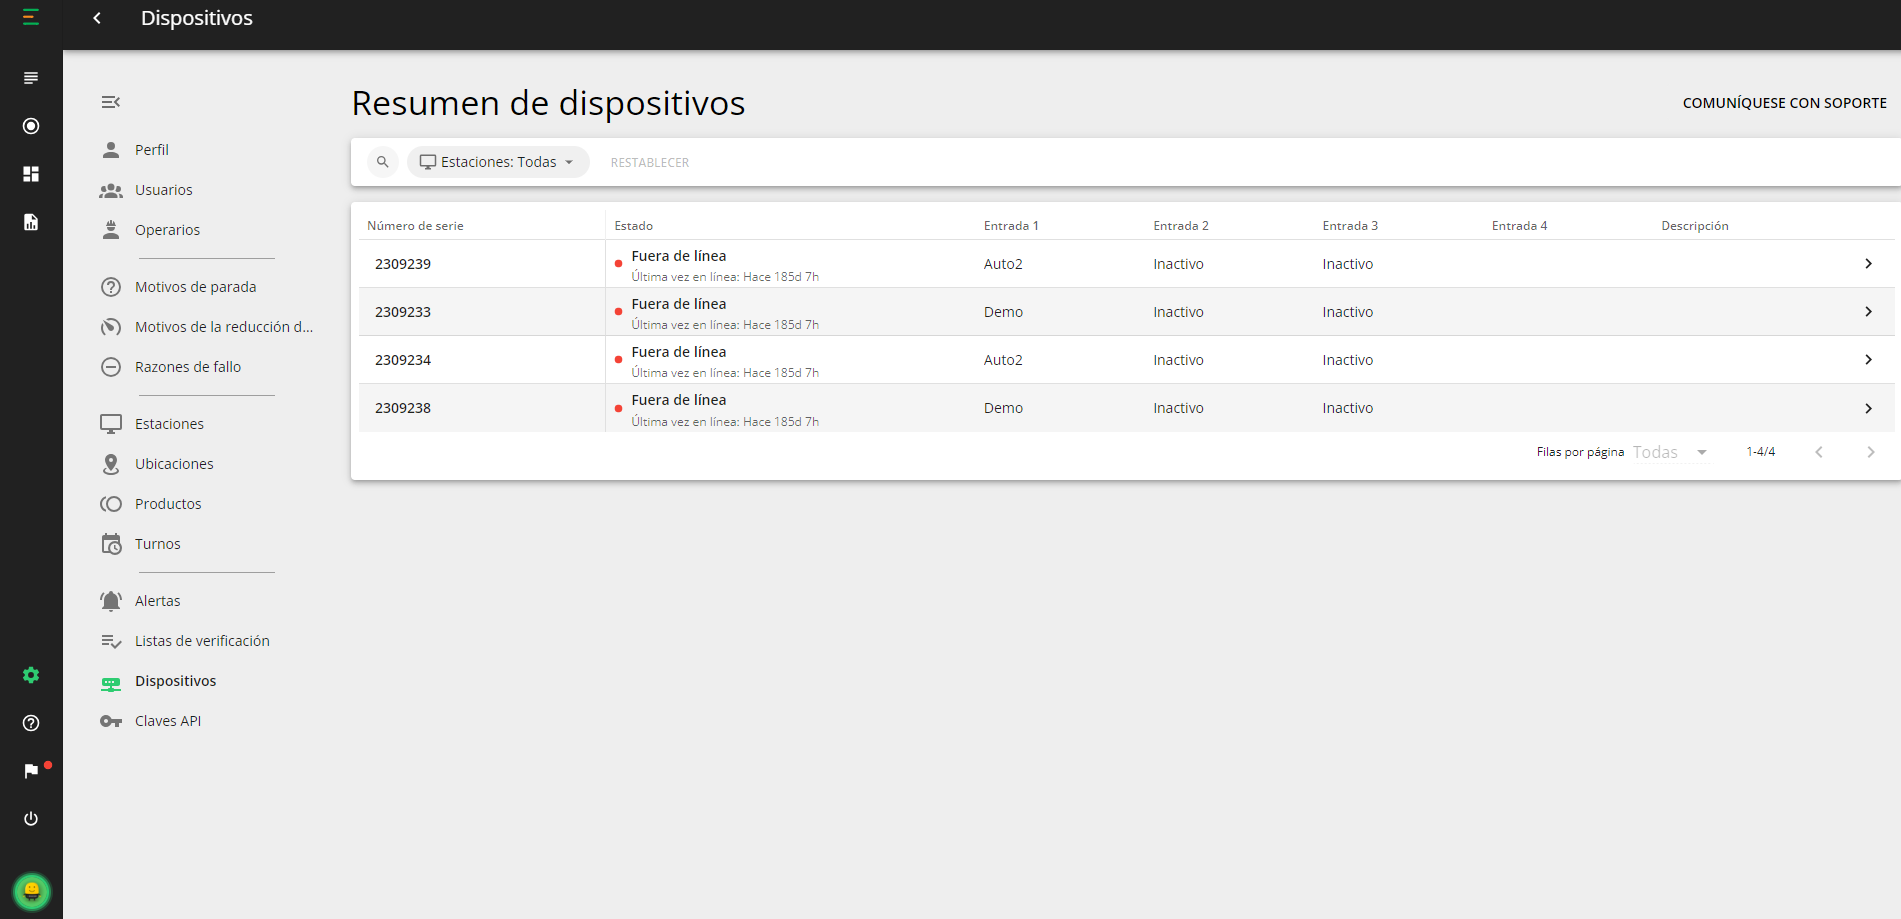 Dispositivos
Perfil
Usuarios
Operarios
Motivos de parada
Motivos de la reducción d...
Razones de fallo
Estaciones
Ubicaciones
Productos
Turnos
Alertas
Listas de verificación
Dispositivos
Claves API
Resumen de dispositivos
COMUNÍQUESE CON SOPORTE
Estaciones: Todas
RESTABLECER
Número de serie Estado Entrada 1 Entrada 2 Entrada 3 Entrada 4 Descripción
2309239 Fuera de línea Auto2 Inactivo Inactivo
Última vez en línea: Hace 185d 7h
2309233 Fuera de línea Demo Inactivo Inactivo
Última vez en línea: Hace 185d 7h
2309234 Fuera de línea Auto2 Inactivo Inactivo
Última vez en línea: Hace 185d 7h
2309238 Fuera de línea Demo Inactivo Inactivo
Última vez en línea: Hace 185d 7h
Filas por página Todas 1-4/4